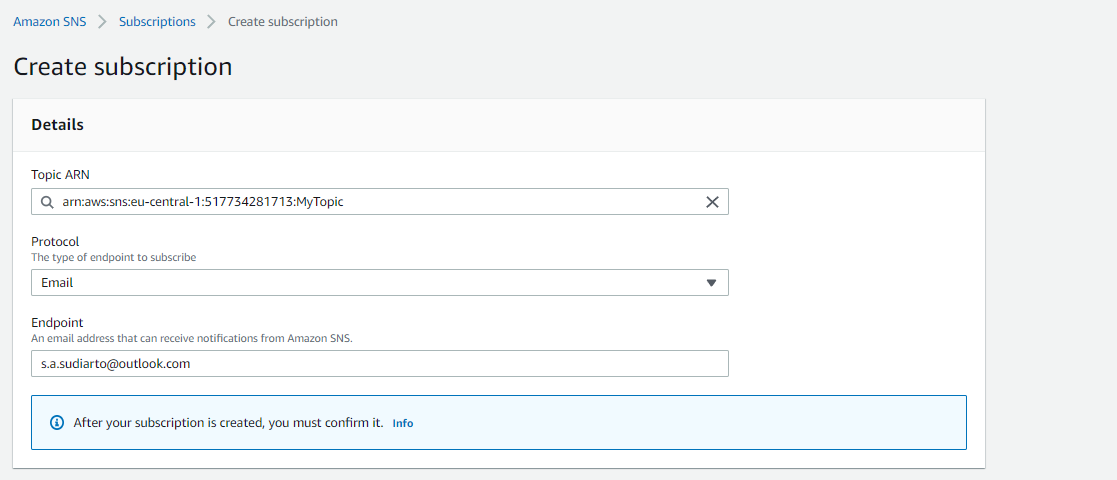 Amazon SNS > Subscriptions > Create subscription
Create subscription
Details
Topic ARN
arn:aws:sns:eu-central-1:517734281713:MyTopic
Protocol
The type of endpoint to subscribe
Email
Endpoint
An email address that can receive notifications from Amazon SNS.
s.a.sudiarto@outlook.com
After your subscription is created, you must confirm it. Info